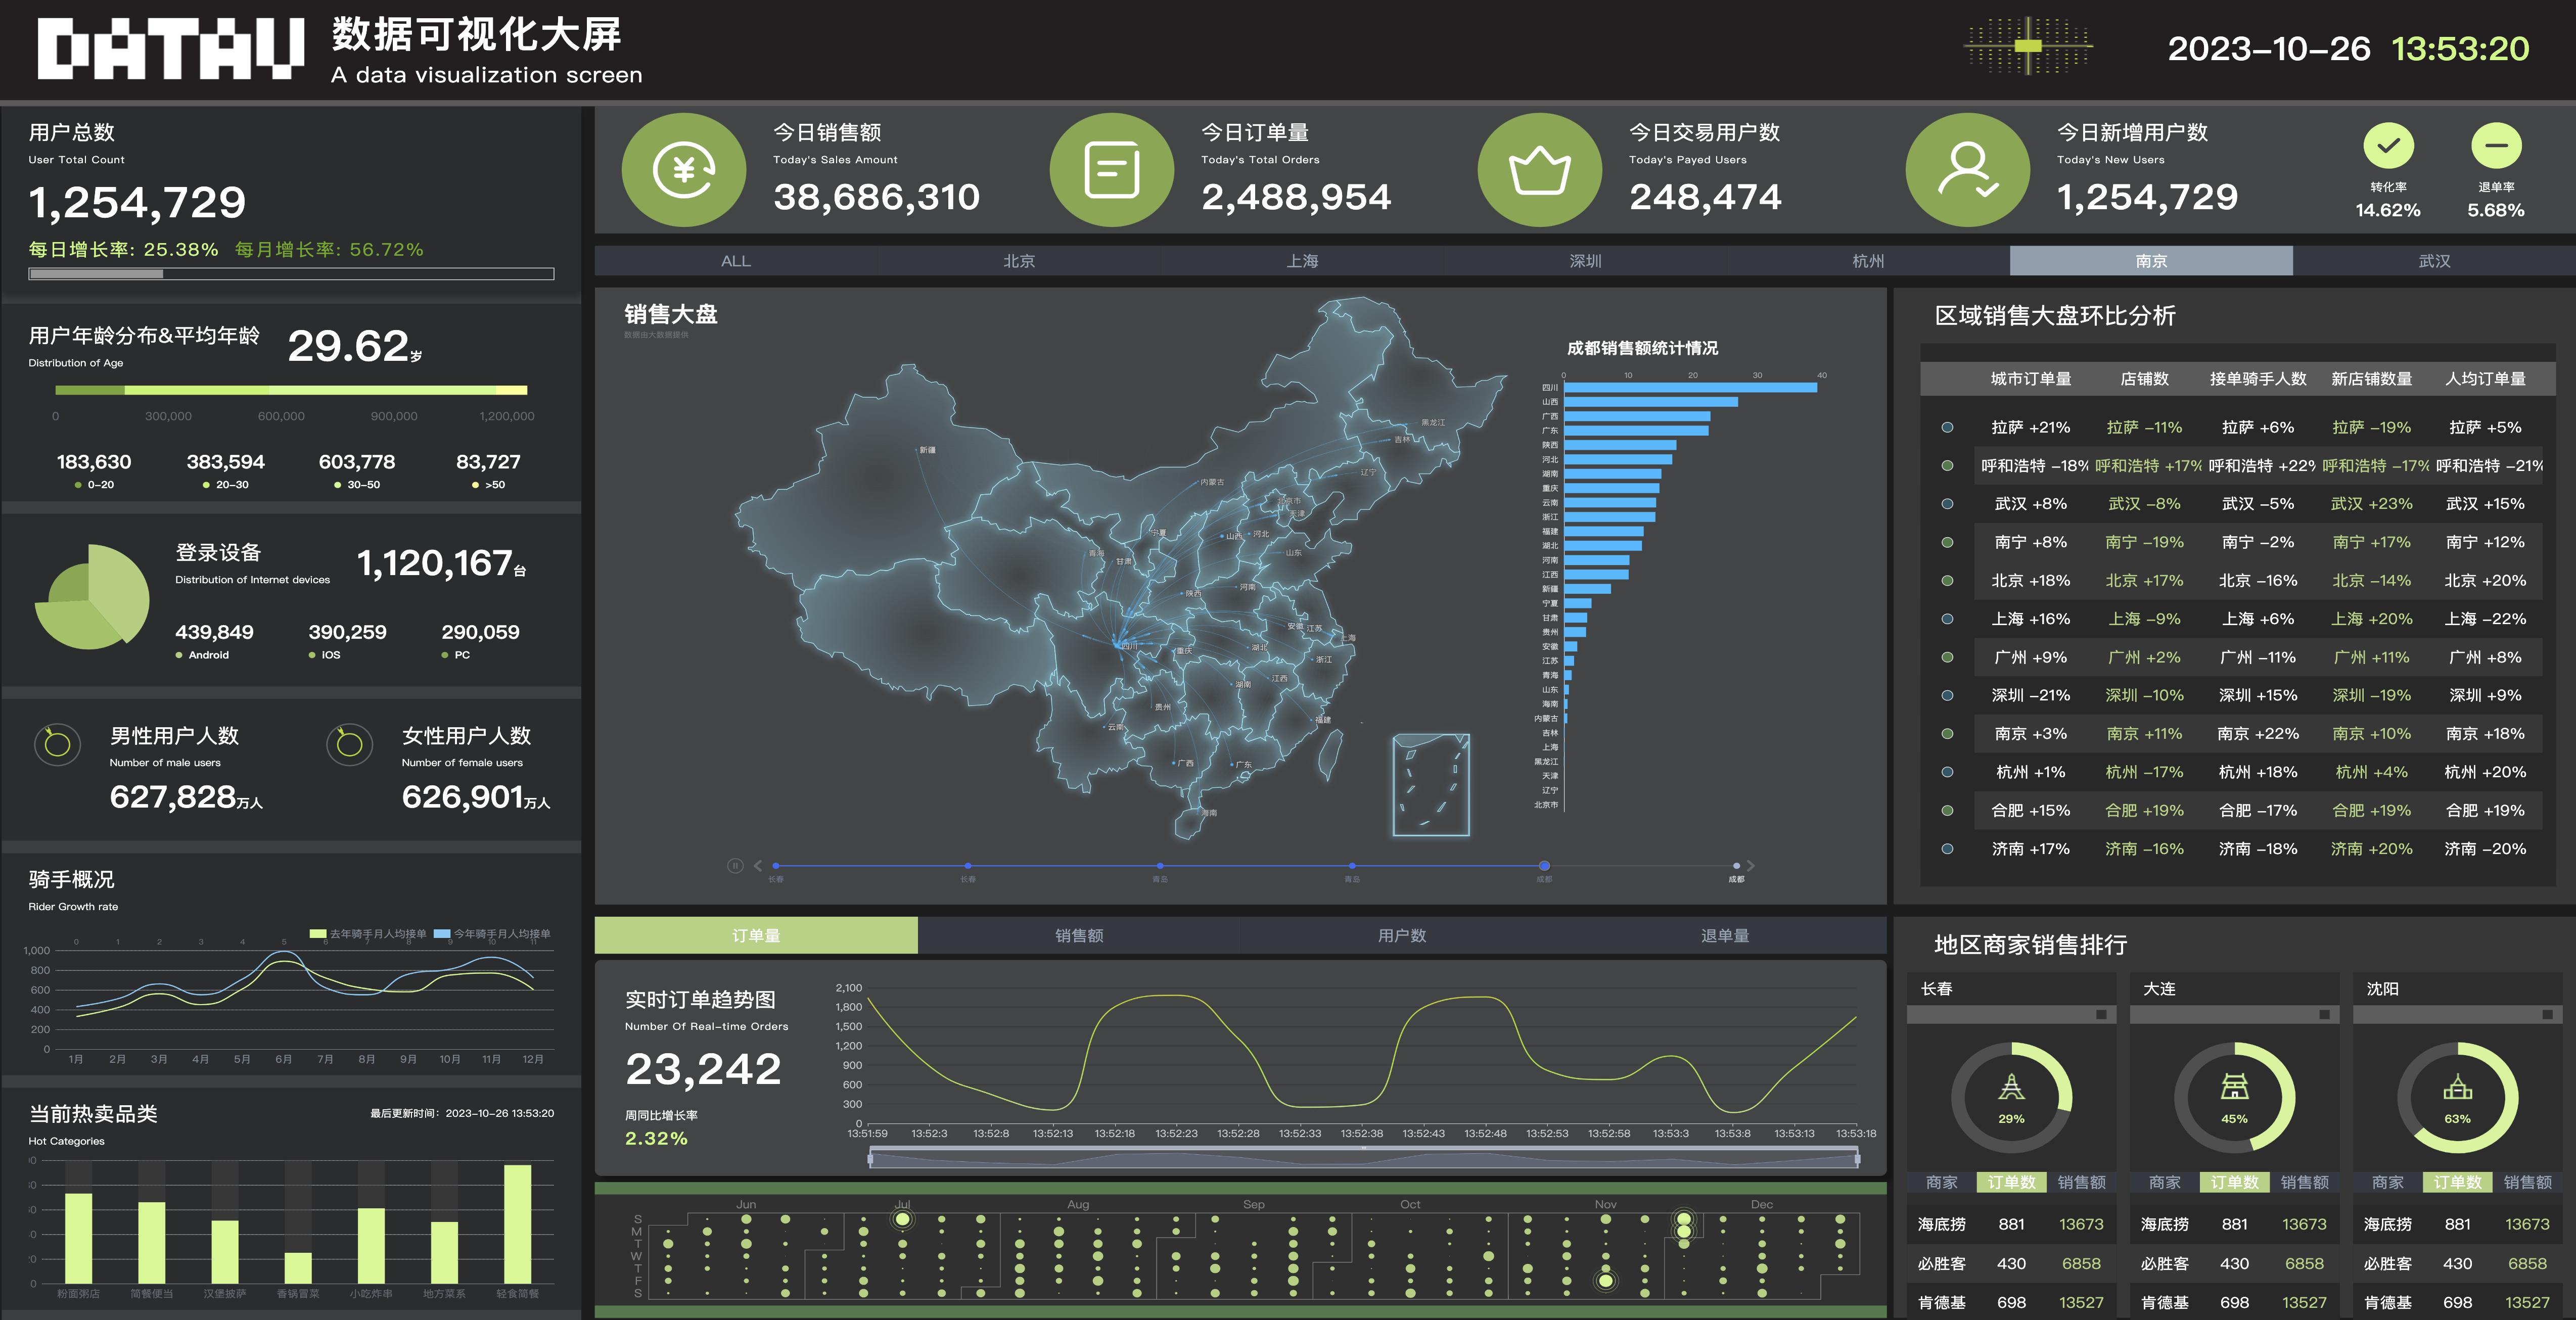 DATAV
数据可视化大屏
A data visualization screen
2023-10-26 13:53:20
用户总数
User Total Count
1,254,729
每日增长率: 25.38% 每月增长率: 56.72%
用户年龄分布&平均年龄 29.62岁
Distribution of Age
0 300,000 600,000 900,000 1,200,000
183,630 383,594 603,778 83,727
0-20 20-30 30-50 >50
登录设备 1,120,167台
Distribution of Internet devices
439,849 390,259 290,059
Android iOS PC
男性用户人数 女性用户人数
Number of male users Number of female users
627,828万人 626,901万人
骑手概况
Rider Growth rate
去年骑手月人均接单 今年骑手月人均接单
0 1 2 3 4 5 6 7 8 9 10 11
1,000
800
600
400
200
0
1月 2月 3月 4月 5月 6月 7月 8月 9月 10月 11月 12月
当前热卖品类 最后更新时间：2023-10-26 13:53:20
Hot Categories
粉面粥店 简餐便当 汉堡披萨 香锅冒菜 小吃炸串 地方菜系 轻食简餐
今日销售额
Today's Sales Amount
38,686,310
今日订单量
Today's Total Orders
2,488,954
今日交易用户数
Today's Payed Users
248,474
今日新增用户数
Today's New Users
1,254,729
转化率 退单率
14.62% 5.68%
ALL 北京 上海 深圳 杭州 南京 武汉
销售大盘
数据由大数据提供
黑龙江
吉林
新疆
辽宁
内蒙古
北京市
天津
宁夏
山西
河北
青海
甘肃
山东
陕西
河南
安徽
江苏
上海
四川
重庆
湖北
浙江
湖南
江西
贵州
云南
福建
广西
广东
海南
成都销售额统计情况
0 10 20 30 40
四川
山西
广西
广东
陕西
河北
湖南
重庆
云南
浙江
福建
湖北
河南
江西
新疆
宁夏
甘肃
贵州
安徽
江苏
青海
山东
海南
内蒙古
吉林
上海
黑龙江
天津
辽宁
北京市
长春 长春 青岛 青岛 成都 成都
区域销售大盘环比分析
城市订单量 店铺数 接单骑手人数 新店铺数量 人均订单量
拉萨 +21% 拉萨 -11% 拉萨 +6% 拉萨 -19% 拉萨 +5%
呼和浩特 -18% 呼和浩特 +17% 呼和浩特 +22% 呼和浩特 -17% 呼和浩特 -21%
武汉 +8% 武汉 -8% 武汉 -5% 武汉 +23% 武汉 +15%
南宁 +8% 南宁 -19% 南宁 -2% 南宁 +17% 南宁 +12%
北京 +18% 北京 +17% 北京 -16% 北京 -14% 北京 +20%
上海 +16% 上海 -9% 上海 +6% 上海 +20% 上海 -22%
广州 +9% 广州 +2% 广州 -11% 广州 +11% 广州 +8%
深圳 -21% 深圳 -10% 深圳 +15% 深圳 -19% 深圳 +9%
南京 +3% 南京 +11% 南京 +22% 南京 +10% 南京 +18%
杭州 +1% 杭州 -17% 杭州 +18% 杭州 +4% 杭州 +20%
合肥 +15% 合肥 +19% 合肥 -17% 合肥 +19% 合肥 +19%
济南 +17% 济南 -16% 济南 -18% 济南 +20% 济南 -20%
订单量 销售额 用户数 退单量
实时订单趋势图
Number Of Real-time Orders
23,242
周同比增长率
2.32%
2,100
1,800
1,500
1,200
900
600
300
0
13:51:59 13:52:3 13:52:8 13:52:13 13:52:18 13:52:23 13:52:28 13:52:33 13:52:38 13:52:43 13:52:48 13:52:53 13:52:58 13:53:3 13:53:8 13:53:13 13:53:18
Jun Jul Aug Sep Oct Nov Dec
S
M
T
W
T
F
S
地区商家销售排行
长春 大连 沈阳
29% 45% 63%
商家 订单数 销售额 商家 订单数 销售额 商家 订单数 销售额
海底捞 881 13673 海底捞 881 13673 海底捞 881 13673
必胜客 430 6858 必胜客 430 6858 必胜客 430 6858
肯德基 698 13527 肯德基 698 13527 肯德基 698 13527